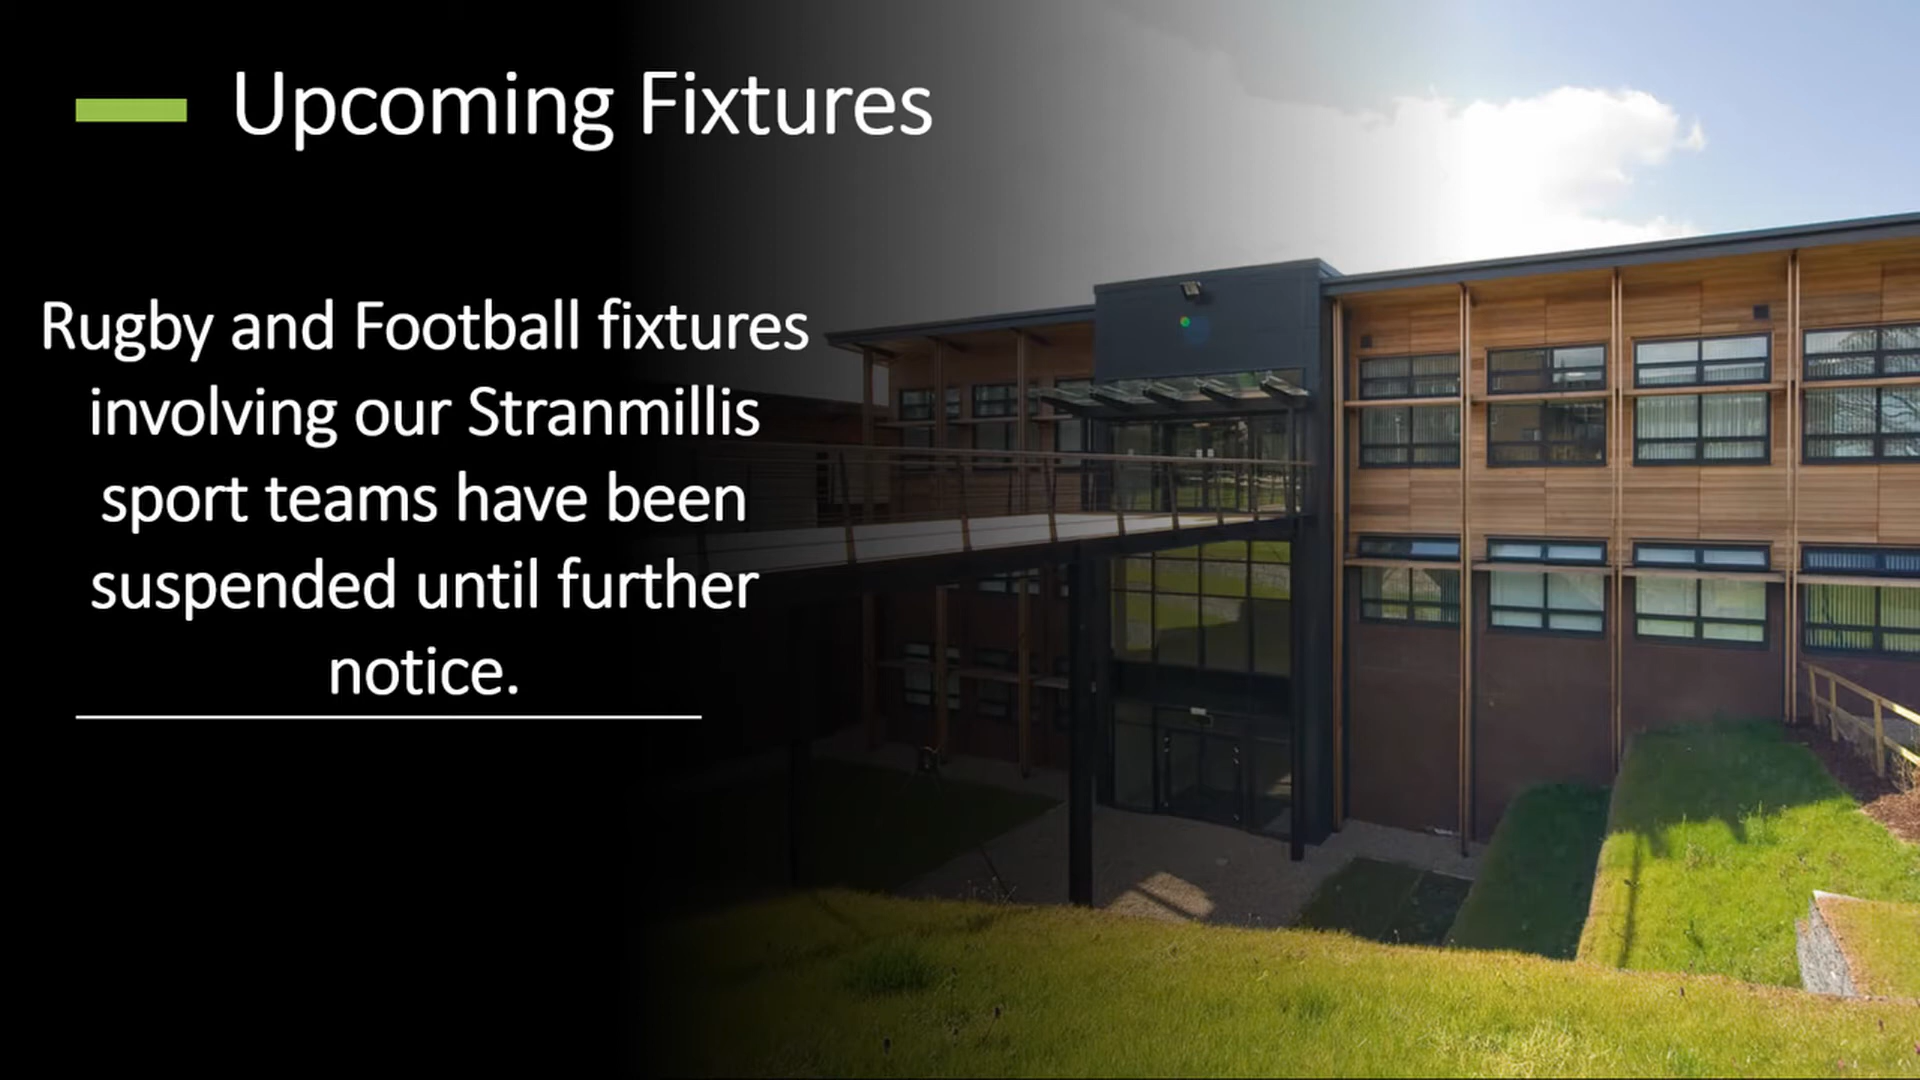 Upcoming Fixtures
Rugby and Football fixtures
involving our Stranmillis
sport teams have been
suspended until further
notice.